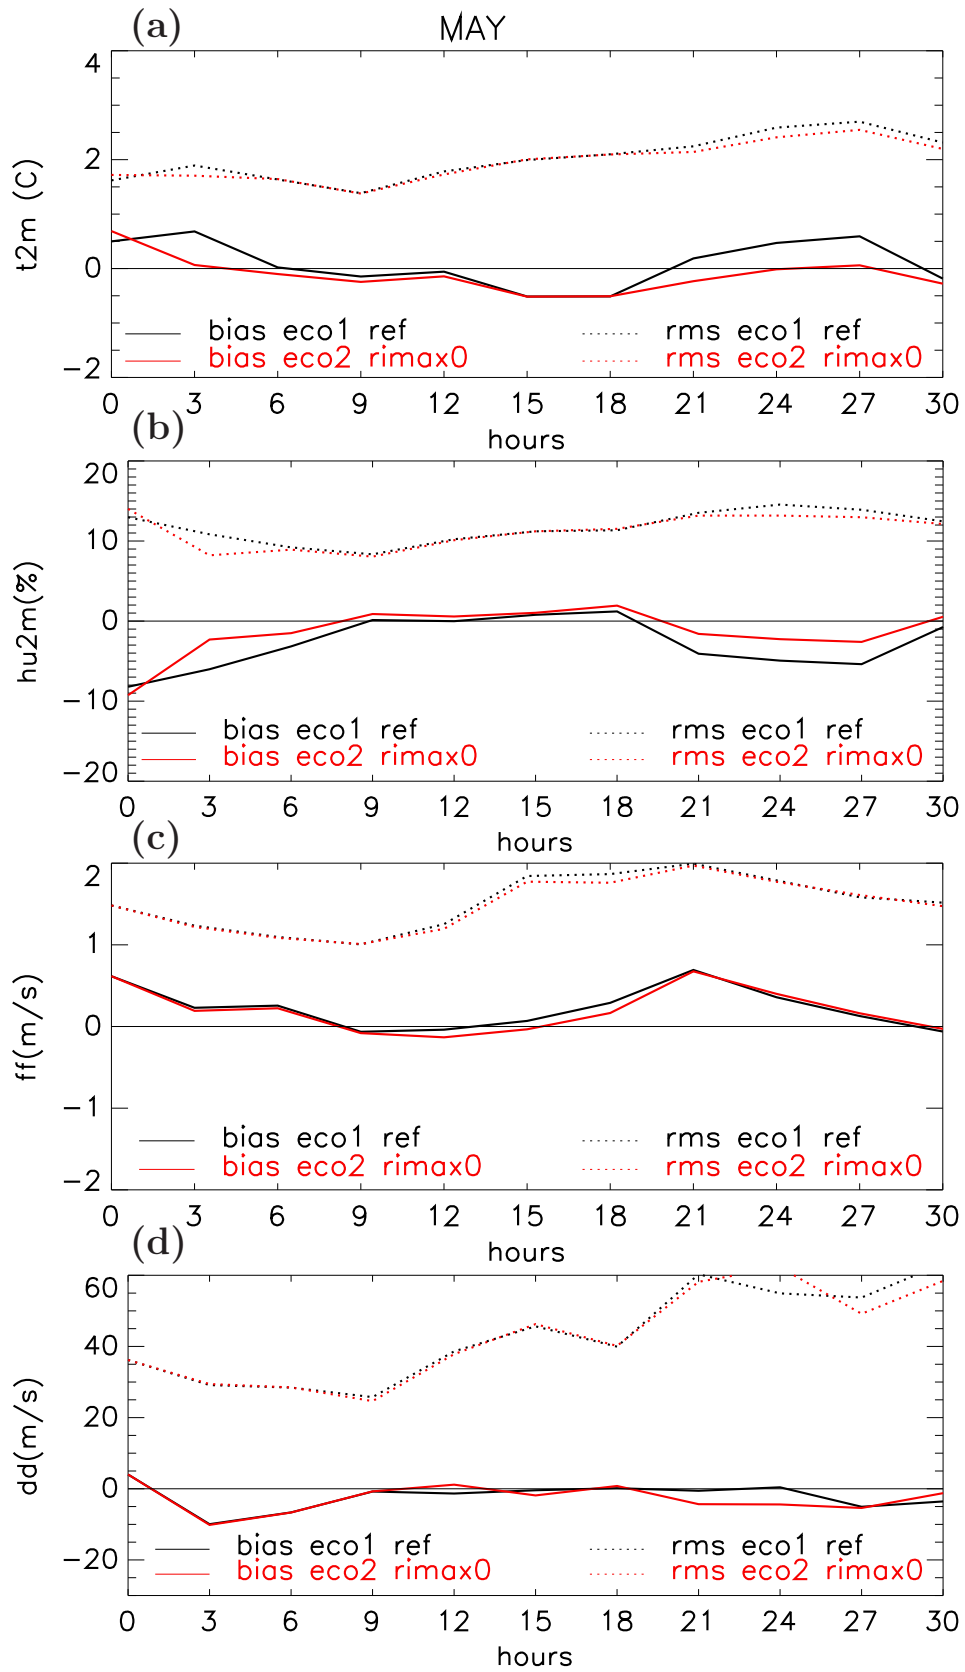 (a) MAY
4
2
0
−2
t2m (C)
bias eco1 ref rms eco1 ref
bias eco2 rimax0 rms eco2 rimax0
0 3 6 9 12 15 18 21 24 27 30
hours
(b)
20
10
0
−10
−20
hu2m(%)
bias eco1 ref rms eco1 ref
bias eco2 rimax0 rms eco2 rimax0
0 3 6 9 12 15 18 21 24 27 30
hours
(c)
2
1
0
−1
−2
ff(m/s)
bias eco1 ref rms eco1 ref
bias eco2 rimax0 rms eco2 rimax0
0 3 6 9 12 15 18 21 24 27 30
hours
(d)
60
40
20
0
−20
dd(m/s)
bias eco1 ref rms eco1 ref
bias eco2 rimax0 rms eco2 rimax0
0 3 6 9 12 15 18 21 24 27 30
hours